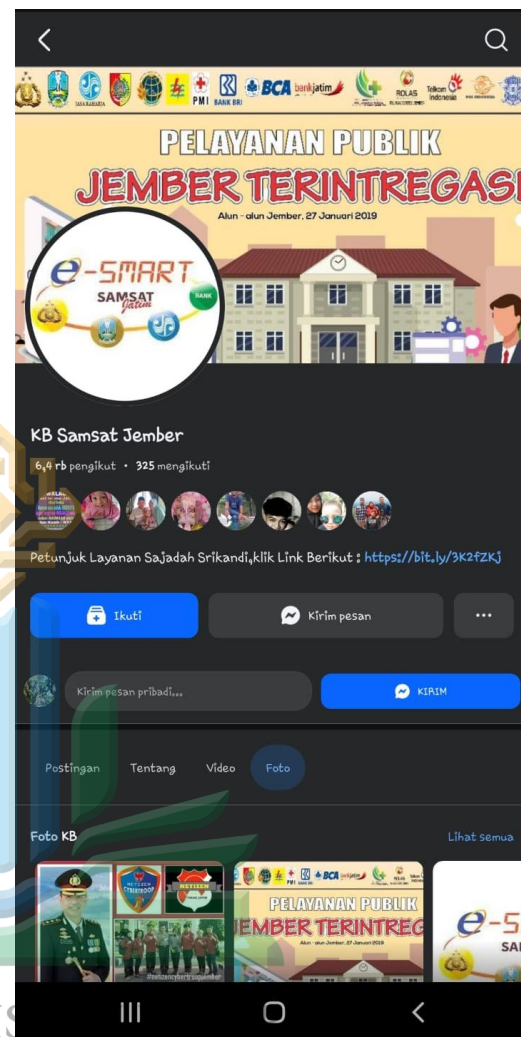 JASA RAHARJA
PMI
BANK BRI
BCA
bankjatim
ROLAS
Telkom
Indonesia
PELAYANAN PUBLIK
JEMBER TERINTREGASI
Alun - alun Jember, 27 Januari 2019
e-SMART
SAMSAT
Jatim
BANK
KB Samsat Jember
6,4 rb pengikut • 325 mengikuti
Petunjuk Layanan Sajadah Srikandi,klik Link Berikut : https://bit.ly/3K2fZKj
Ikuti
Kirim pesan
Kirim pesan pribadi...
KIRIM
Postingan
Tentang
Video
Foto
Foto KB
Lihat semua
NETIZEN
CYBERTROOP
NETIZEN
#netizencybertroopjember
BCA
PELAYANAN PUBLIK
JEMBER TERINTREG
Alun - alun Jember, 27 Januari 2019
e-S
SA